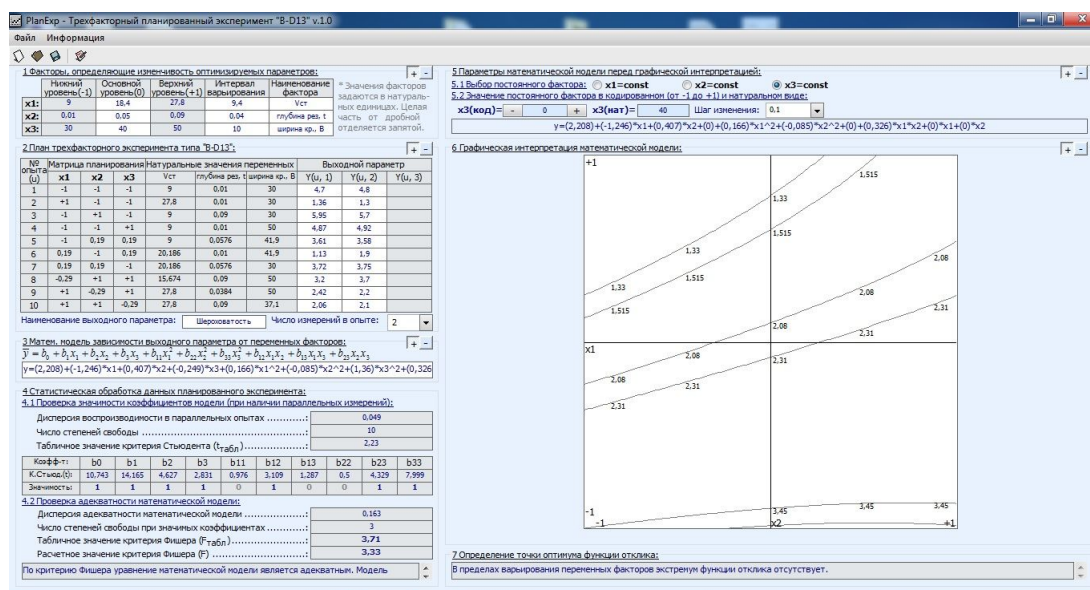 PlanExp - Трехфакторный планированный эксперимент "B-D13" v.1.0
Файл Информация
1 Факторы, определяющие изменчивость оптимизируемых параметров:
+ -
Нижний уровень(-1) Основной уровень(0) Верхний уровень(+1) Интервал варьирования Наименование фактора
x1: 9 18,4 27,8 9,4 Vст
x2: 0,01 0,05 0,09 0,04 глубина рез, t
x3: 30 40 50 10 ширина кр., B
* Значения факторов задаются в натуральных единицах. Целая часть от дробной отделяется запятой.
2 План трехфакторного эксперимента типа "B-D13":
+ -
№ опыта (u) Матрица планирования Натуральные значения переменных Выходной параметр
x1 x2 x3 Vст глубина рез, t ширина кр., B Y(u, 1) Y(u, 2) Y(u, 3)
1 -1 -1 -1 9 0,01 30 4,7 4,8
2 +1 -1 -1 27,8 0,01 30 1,36 1,3
3 -1 +1 -1 9 0,09 30 5,95 5,7
4 -1 -1 +1 9 0,01 50 4,87 4,92
5 -1 0,19 0,19 9 0,0576 41,9 3,61 3,58
6 0,19 -1 0,19 20,186 0,01 41,9 1,13 1,9
7 0,19 0,19 -1 20,186 0,0576 30 3,72 3,75
8 -0,29 +1 +1 15,674 0,09 50 3,2 3,7
9 +1 -0,29 +1 27,8 0,0384 50 2,42 2,2
10 +1 +1 -0,29 27,8 0,09 37,1 2,06 2,1
Наименование выходного параметра: Шероховатость Число измерений в опыте: 2
3 Матем. модель зависимости выходного параметра от переменных факторов:
+ -
y = b0 + b1x1 + b2x2 + b3x3 + b11x1² + b22x2² + b33x3² + b12x1x2 + b13x1x3 + b23x2x3
y=(2,208)+(-1,246)*x1+(0,407)*x2+(-0,249)*x3+(0,166)*x1^2+(-0,085)*x2^2+(1,36)*x3^2+(0,326
4 Статистическая обработка данных планированного эксперимента:
4.1 Проверка значимости коэффициентов модели (при наличии параллельных измерений):
Дисперсия воспроизводимости в параллельных опытах ............: 0,049
Число степеней свободы ............: 10
Табличное значение критерия Стьюдента (tтабл)............: 2,23
Коэфф-т: b0 b1 b2 b3 b11 b12 b13 b22 b23 b33
К.Стьюд.(t): 10,743 14,165 4,627 2,831 0,976 3,109 1,287 0,5 4,329 7,999
Значимость: 1 1 1 1 0 1 0 0 1 1
4.2 Проверка адекватности математической модели:
Дисперсия адекватности математической модели ............: 0,163
Число степеней свободы при значимых коэффициентах ............: 3
Табличное значение критерия Фишера (Fтабл)............: 3,71
Расчетное значение критерия Фишера (F) ............: 3,33
По критерию Фишера уравнение математической модели является адекватным. Модель
5 Параметры математической модели перед графической интерпретацией:
+ -
5.1 Выбор постоянного фактора: x1=const x2=const x3=const
5.2 Значение постоянного фактора в кодированном (от -1 до +1) и натуральном виде:
x3(код)= - 0 + x3(нат)= 40 Шаг изменения: 0,1
y=(2,208)+(-1,246)*x1+(0,407)*x2+(0)+(0,166)*x1^2+(-0,085)*x2^2+(0)+(0,326)*x1*x2+(0)*x1+(0)*x2
6 Графическая интерпретация математической модели:
+ -
+1
1,515
1,33
1,515
1,33
2,08
1,515
1,33
2,08
1,515
2,31
2,08
2,31
x1
2,08
2,31
2,08
2,31
3,45
3,45
-1
-1 x2 +1
7 Определение точки оптимума функции отклика:
В пределах варьирования переменных факторов экстремум функции отклика отсутствует.